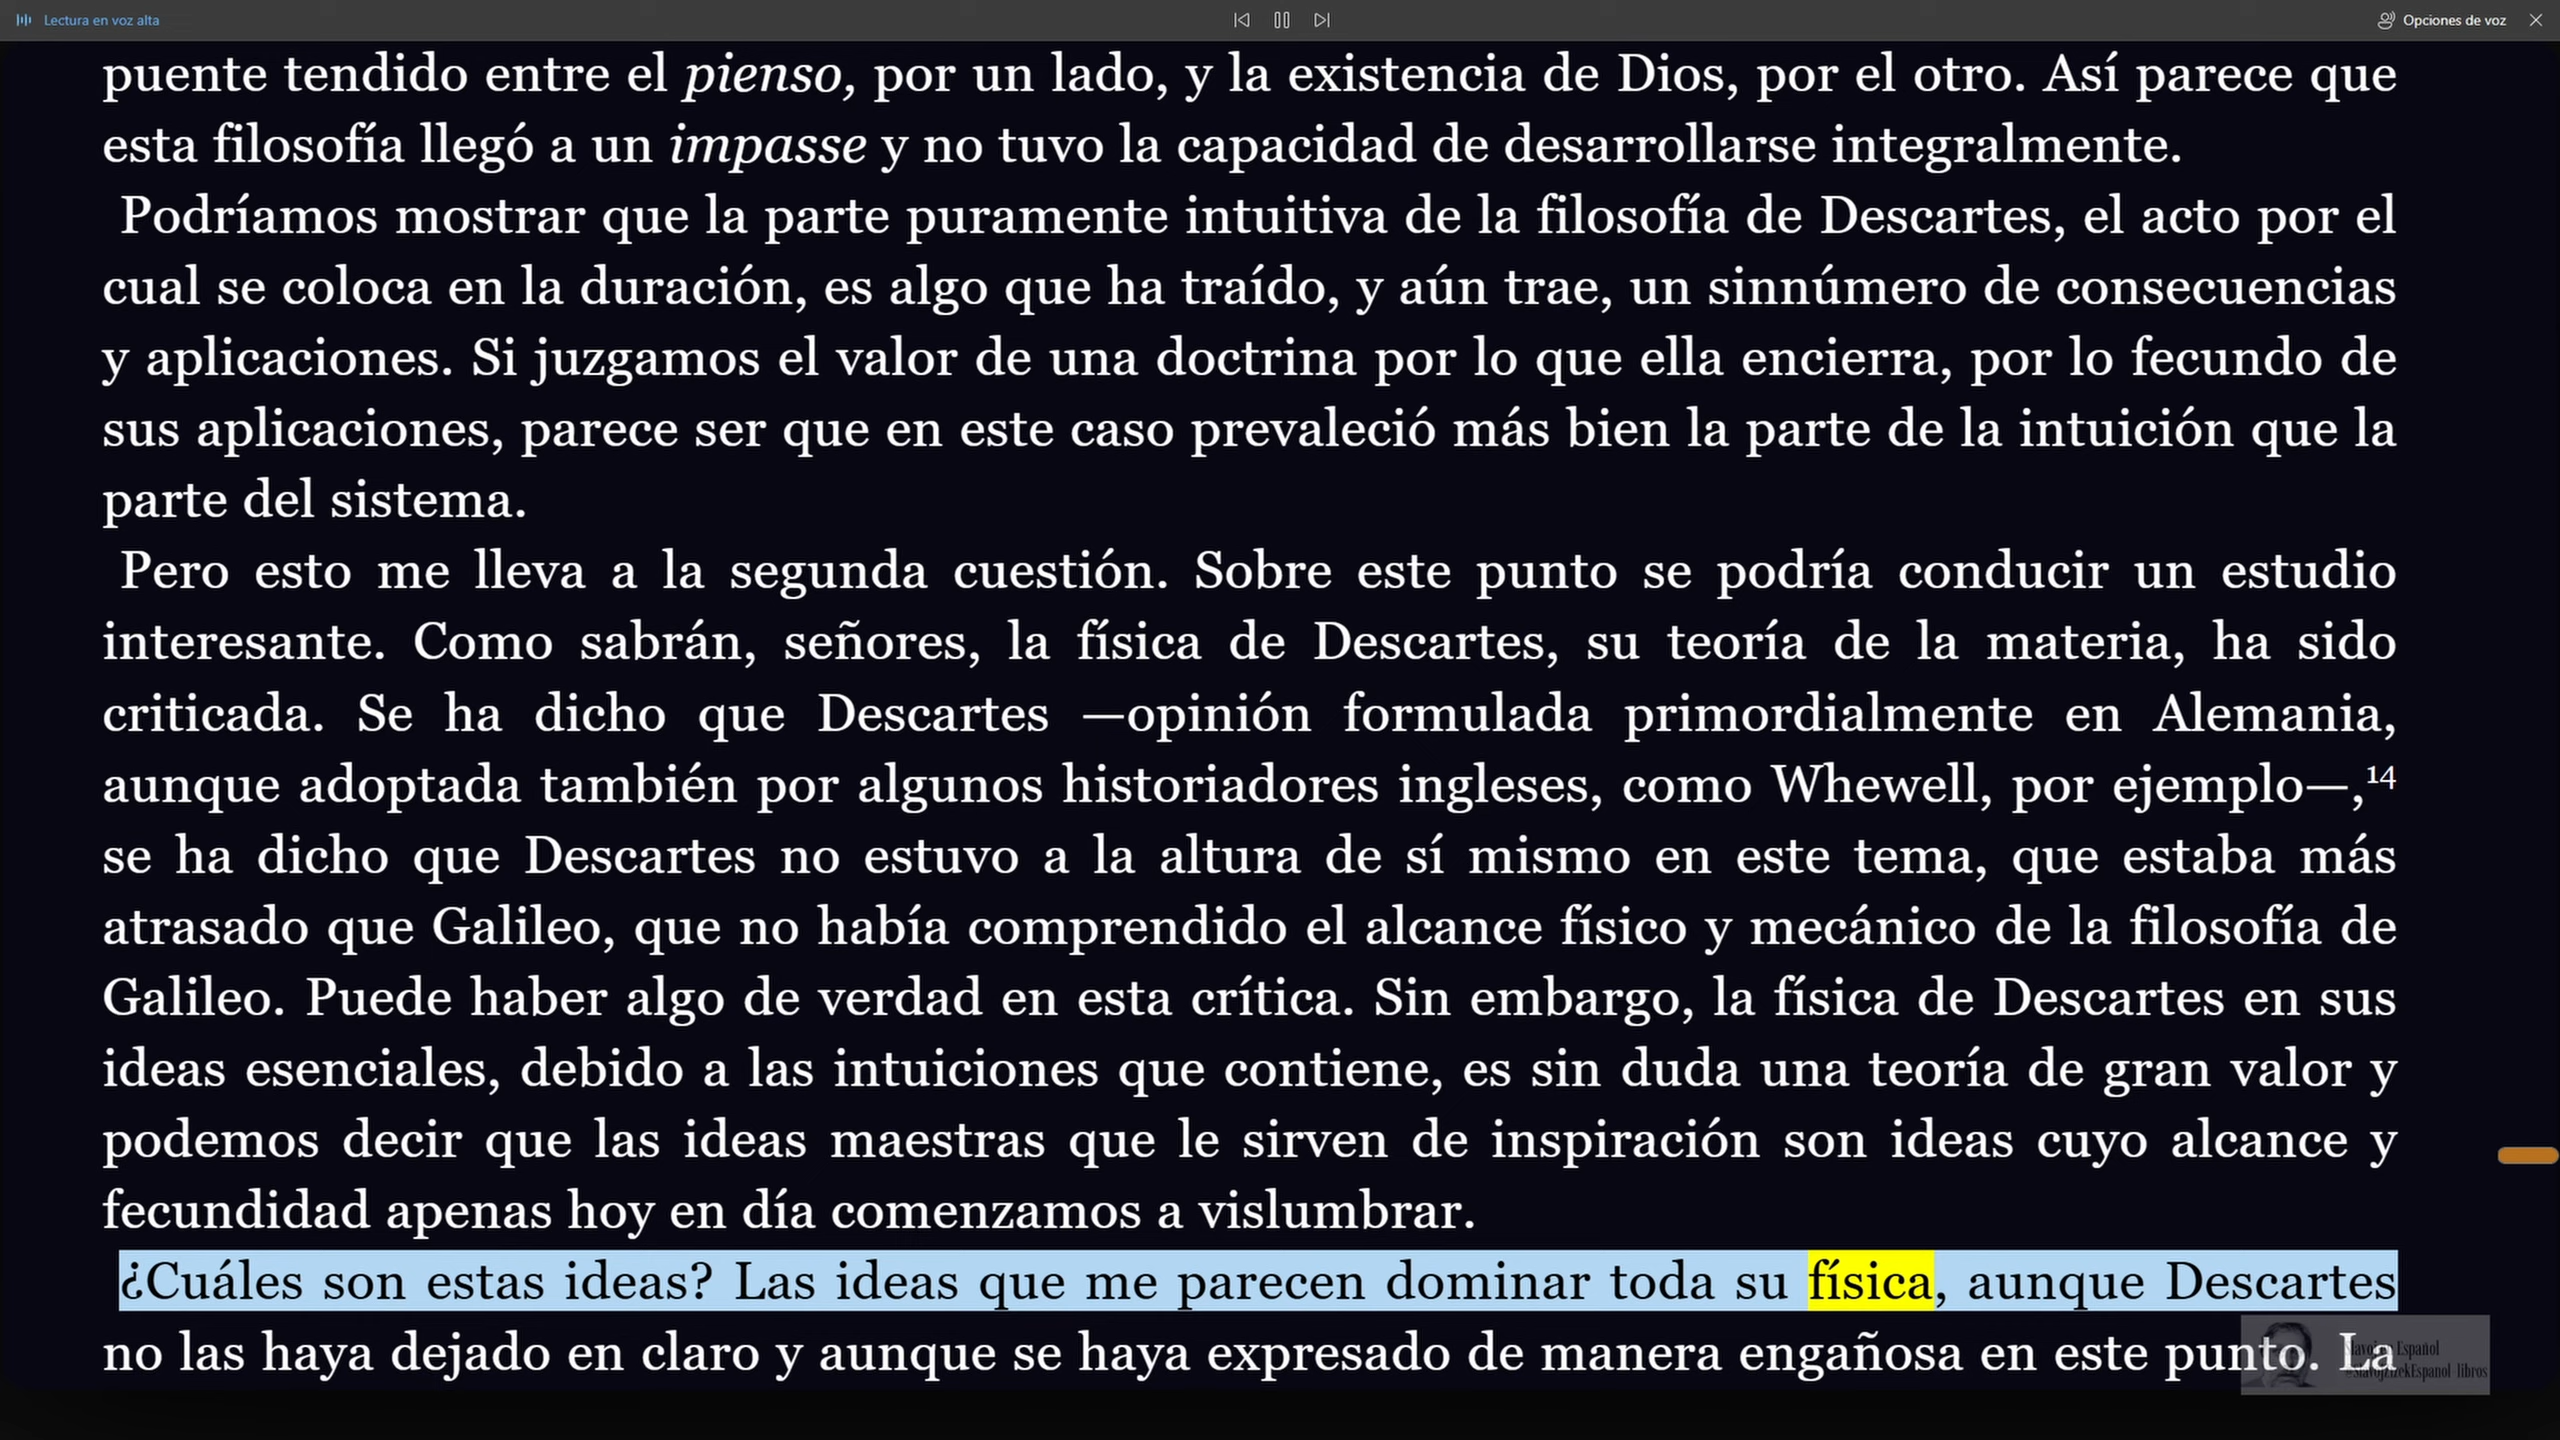 Lectura en voz alta
Opciones de voz
puente tendido entre el pienso, por un lado, y la existencia de Dios, por el otro. Así parece que
esta filosofía llegó a un impasse y no tuvo la capacidad de desarrollarse integralmente.
Podríamos mostrar que la parte puramente intuitiva de la filosofía de Descartes, el acto por el
cual se coloca en la duración, es algo que ha traído, y aún trae, un sinnúmero de consecuencias
y aplicaciones. Si juzgamos el valor de una doctrina por lo que ella encierra, por lo fecundo de
sus aplicaciones, parece ser que en este caso prevaleció más bien la parte de la intuición que la
parte del sistema.
Pero esto me lleva a la segunda cuestión. Sobre este punto se podría conducir un estudio
interesante. Como sabrán, señores, la física de Descartes, su teoría de la materia, ha sido
criticada. Se ha dicho que Descartes —opinión formulada primordialmente en Alemania,
aunque adoptada también por algunos historiadores ingleses, como Whewell, por ejemplo—,14
se ha dicho que Descartes no estuvo a la altura de sí mismo en este tema, que estaba más
atrasado que Galileo, que no había comprendido el alcance físico y mecánico de la filosofía de
Galileo. Puede haber algo de verdad en esta crítica. Sin embargo, la física de Descartes en sus
ideas esenciales, debido a las intuiciones que contiene, es sin duda una teoría de gran valor y
podemos decir que las ideas maestras que le sirven de inspiración son ideas cuyo alcance y
fecundidad apenas hoy en día comenzamos a vislumbrar.
¿Cuáles son estas ideas? Las ideas que me parecen dominar toda su física, aunque Descartes
no las haya dejado en claro y aunque se haya expresado de manera engañosa en este punto. La
Español